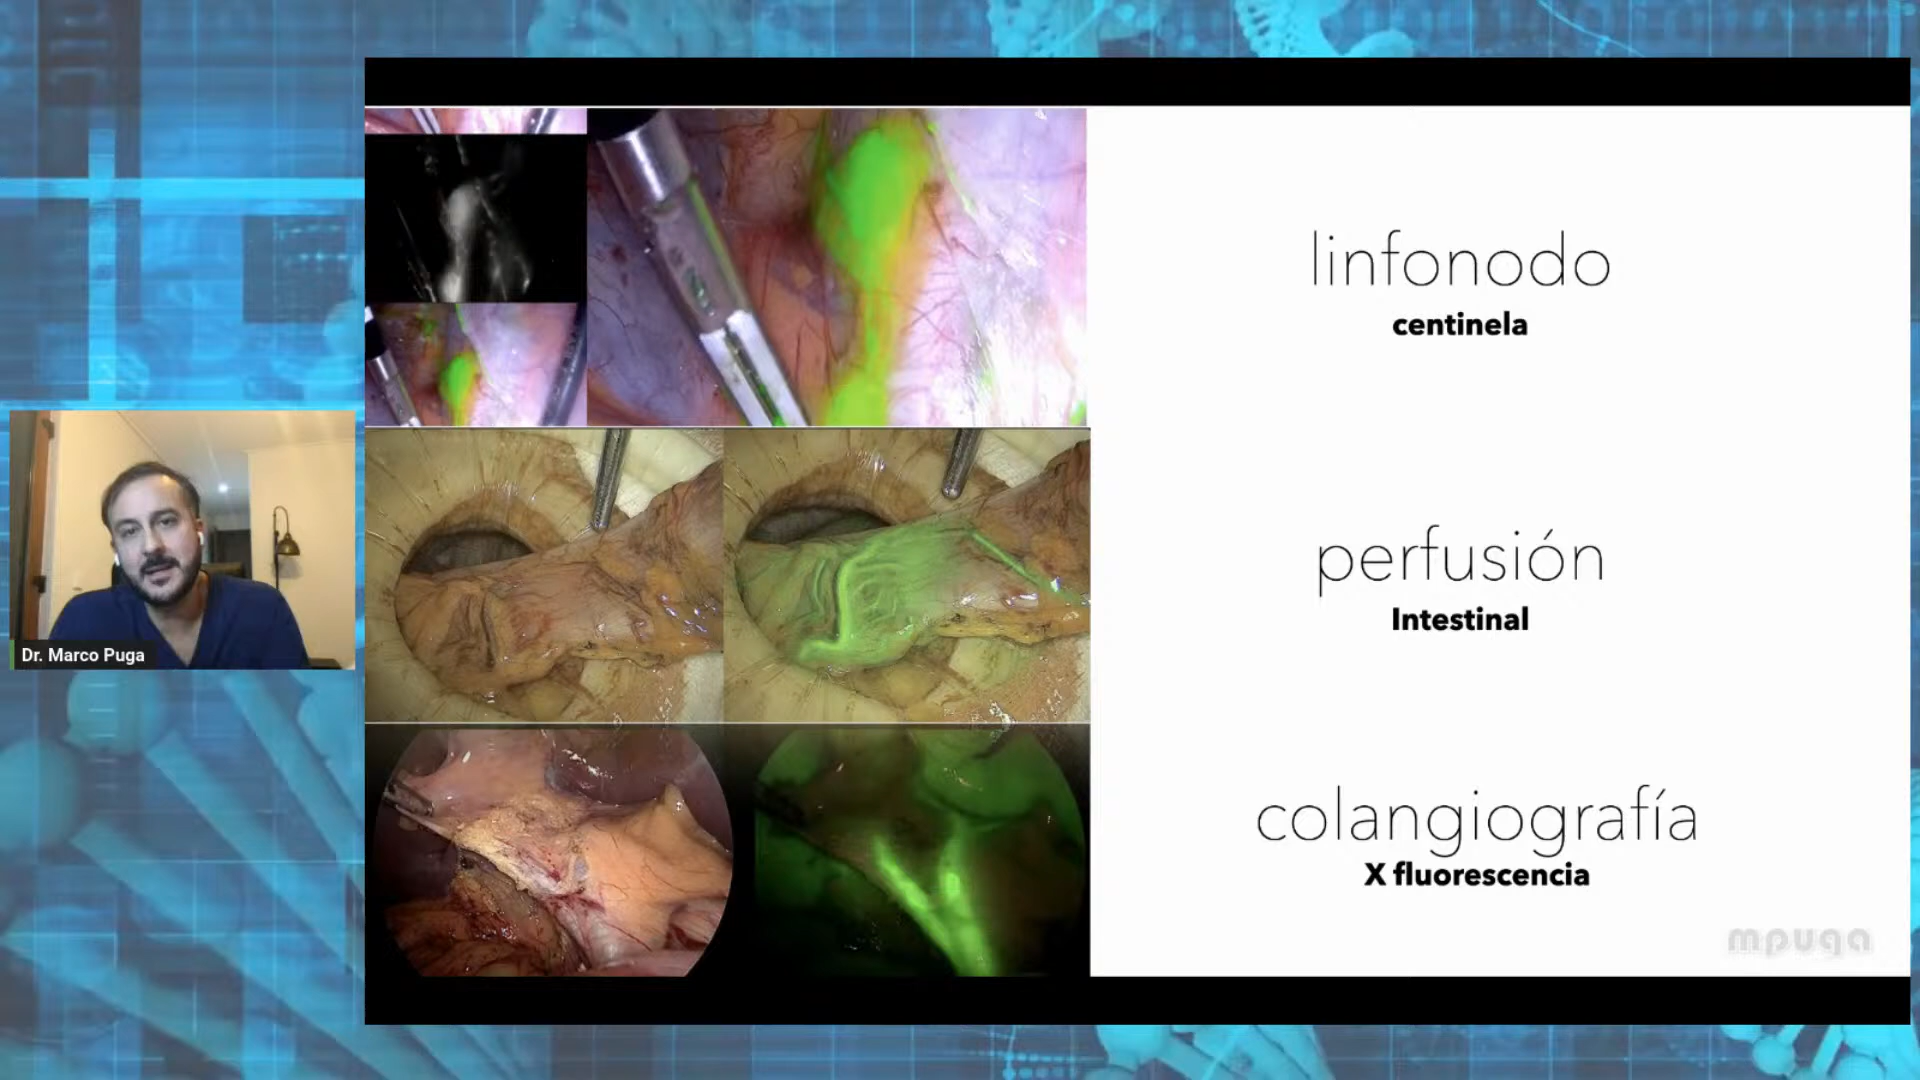 linfonodo
centinela
perfusión
Intestinal
Dr. Marco Puga
colangiografía
X fluorescencia
mpuga